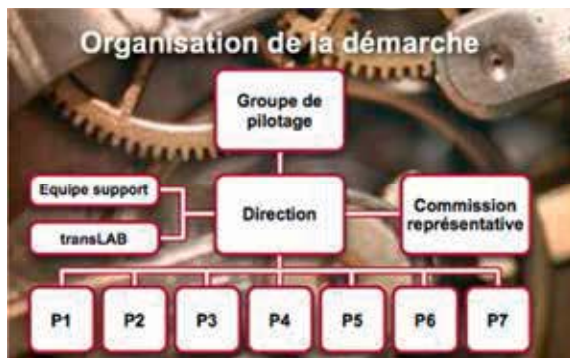 Organisation de la démarche
Groupe de
pilotage
Equipe support
transLAB
Direction
Commission
représentative
P1 P2 P3 P4 P5 P6 P7